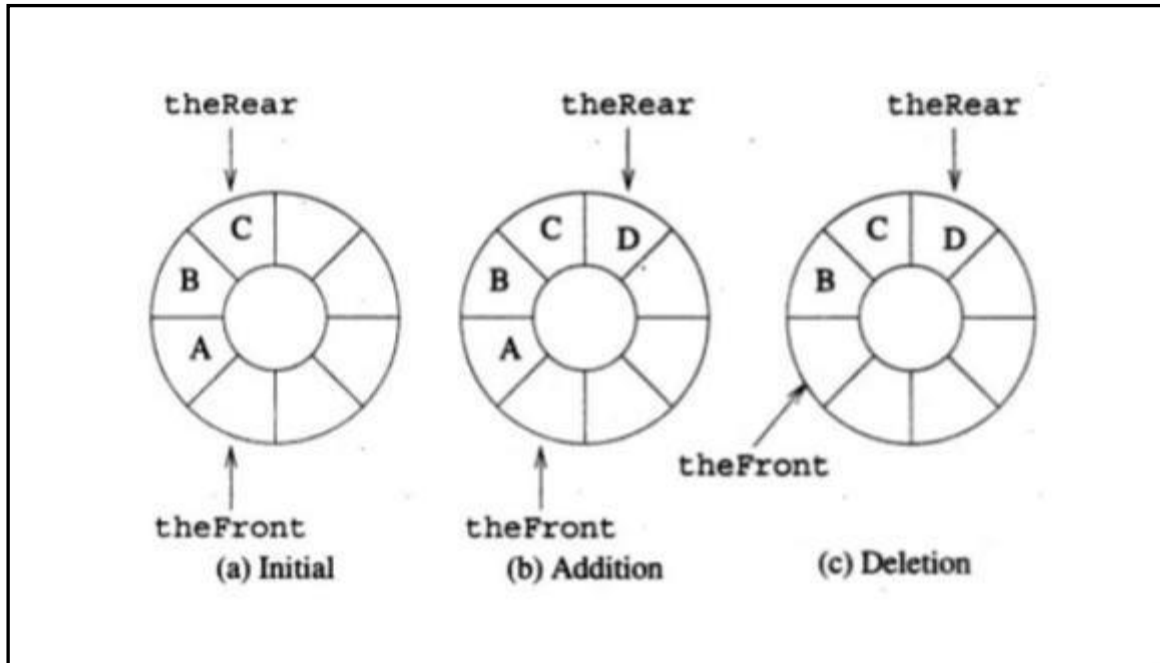 theRear
C
B
A
theFront
(a) Initial
theRear
C
D
B
A
theFront
(b) Addition
theRear
C
D
B
theFront
(c) Deletion